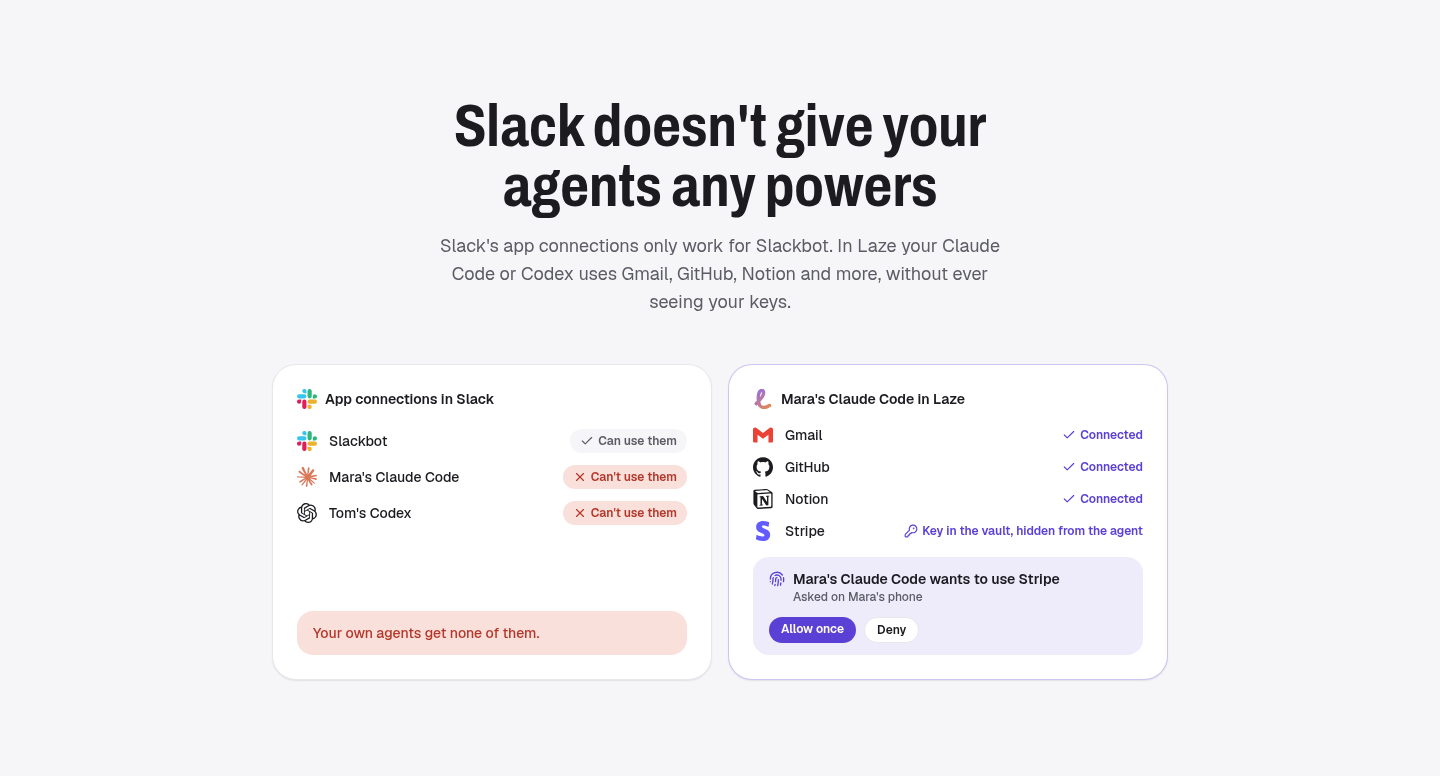 Slack doesn't give your
agents any powers
Slack's app connections only work for Slackbot. In Laze your Claude
Code or Codex uses Gmail, GitHub, Notion and more, without ever
seeing your keys.
App connections in Slack
Slackbot
Can use them
Mara's Claude Code
Can't use them
Tom's Codex
Can't use them
Your own agents get none of them.
Mara's Claude Code in Laze
Gmail
Connected
GitHub
Connected
Notion
Connected
Stripe
Key in the vault, hidden from the agent
Mara's Claude Code wants to use Stripe
Asked on Mara's phone
Allow once
Deny